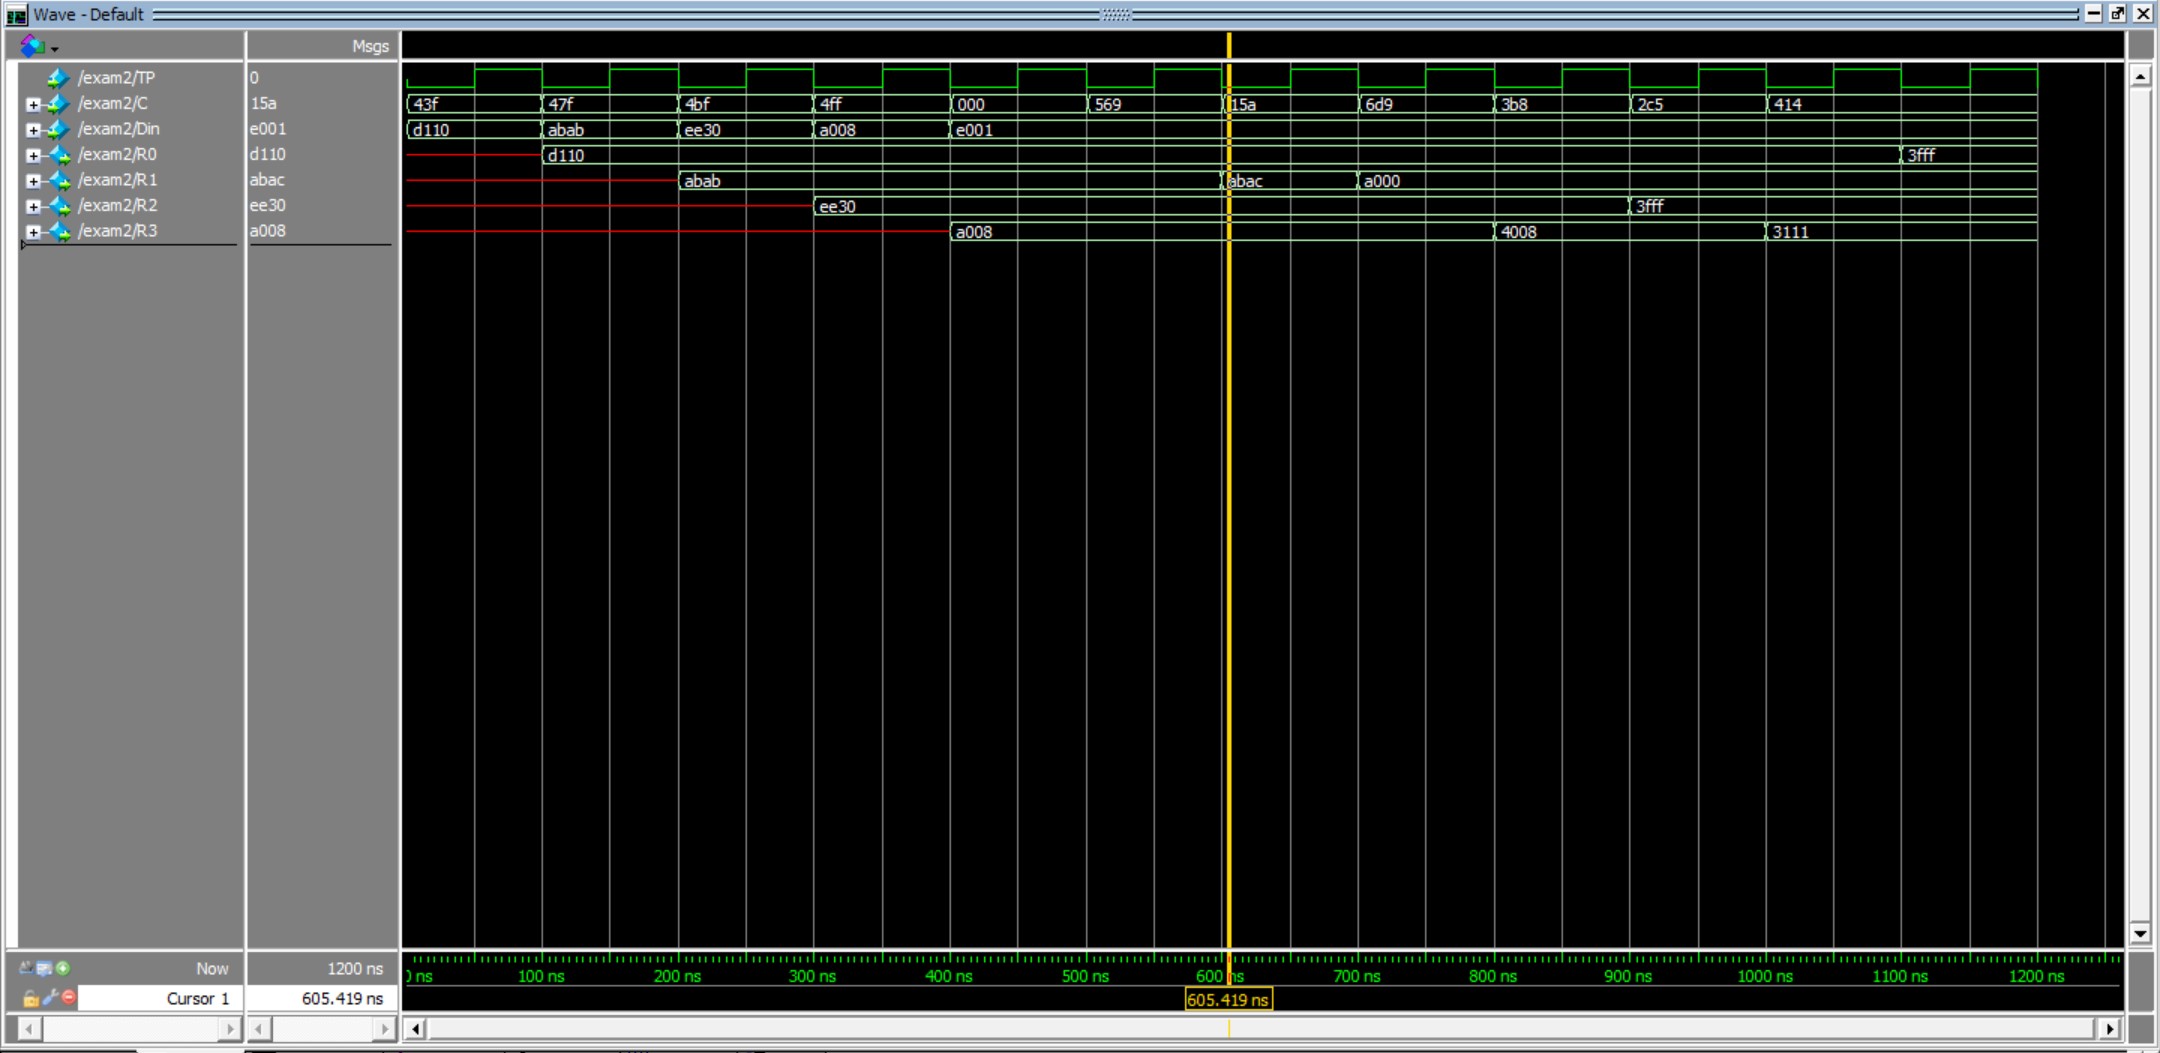 Wave - Default
Msgs
/exam2/TP 0
/exam2/C 15a 43f 47f 4bf 4ff 000 569 15a 6d9 3b8 2c5 414
/exam2/Din e001 d110 abab ee30 a008 e001
/exam2/R0 d110 d110 3fff
/exam2/R1 abac abab abac a000
/exam2/R2 ee30 ee30 3fff
/exam2/R3 a008 a008 4008 3111
Now 1200 ns ns 100 ns 200 ns 300 ns 400 ns 500 ns 600 ns 700 ns 800 ns 900 ns 1000 ns 1100 ns 1200 ns
Cursor 1 605.419 ns 605.419 ns